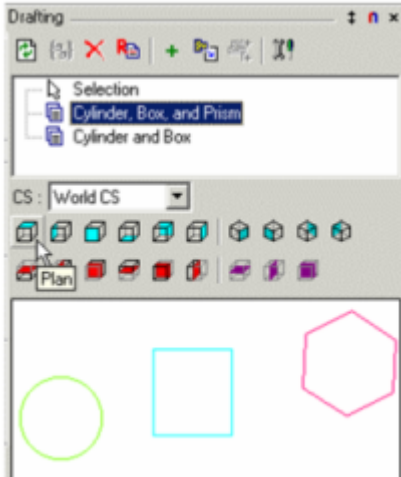 Drafting
Selection
Cylinder, Box, and Prism
Cylinder and Box
CS : World CS
Plan